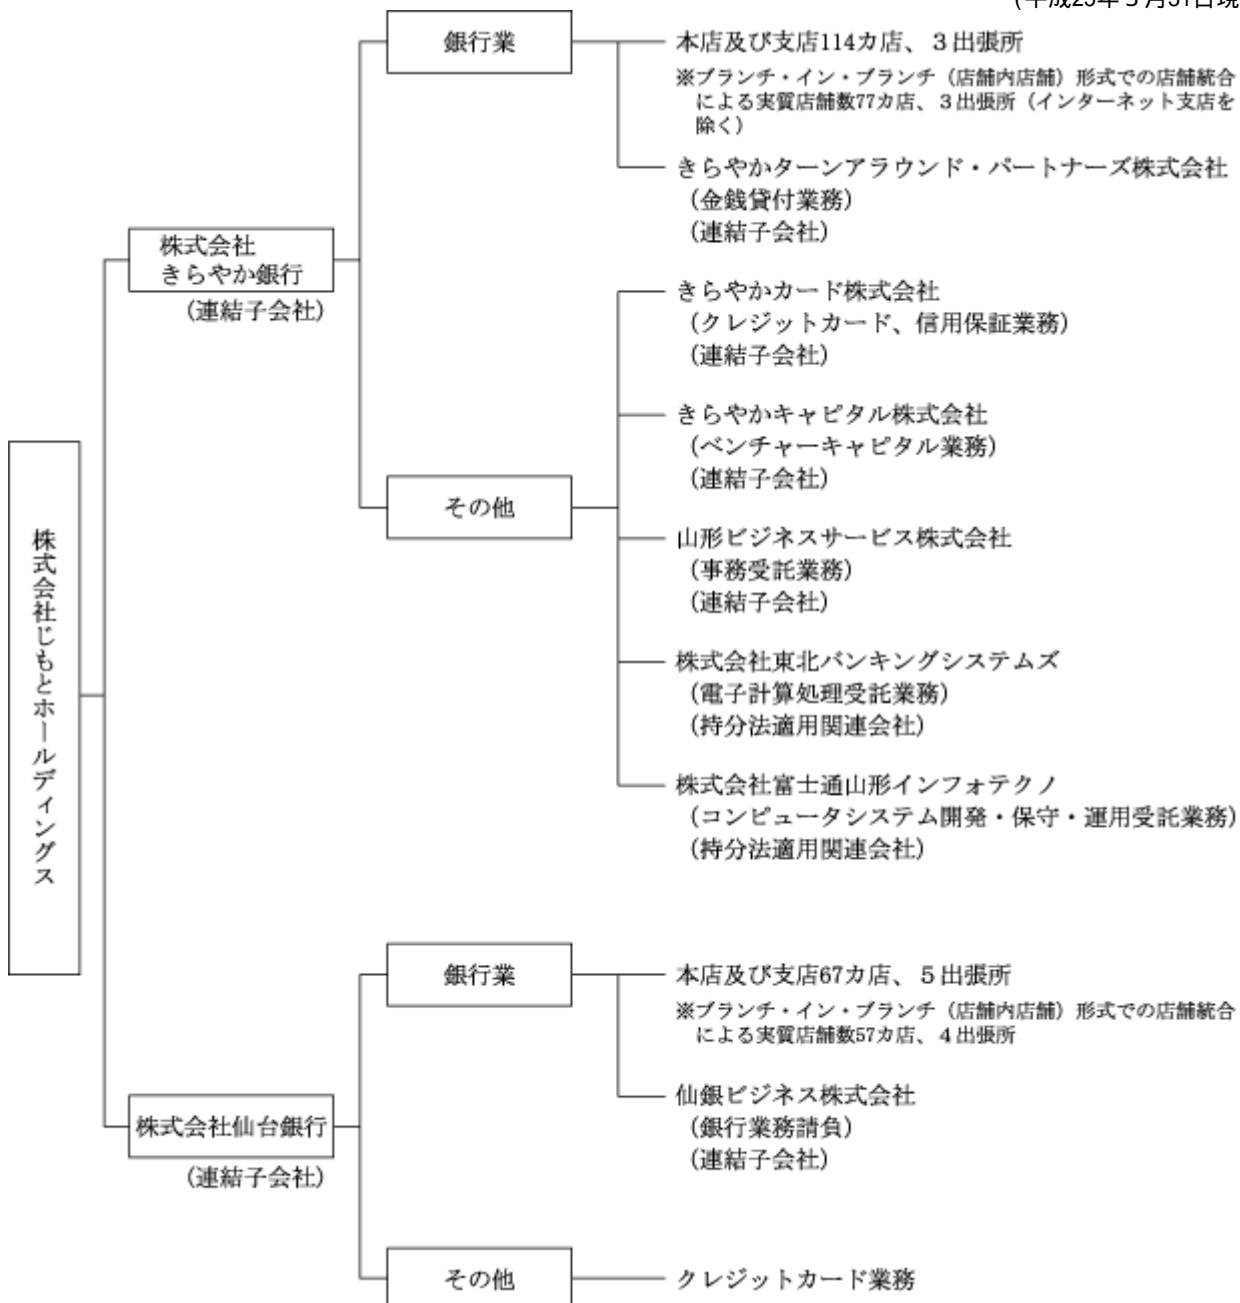 (平成29年３月31日現
株式会社じもとホールディングス
株式会社
きらやか銀行
(連結子会社)
銀行業
本店及び支店114カ店、３出張所
※ブランチ・イン・ブランチ（店舗内店舗）形式での店舗統合
による実質店舗数77カ店、３出張所（インターネット支店を
除く）
きらやかターンアラウンド・パートナーズ株式会社
(金銭貸付業務)
(連結子会社)
その他
きらやかカード株式会社
(クレジットカード、信用保証業務)
(連結子会社)
きらやかキャピタル株式会社
(ベンチャーキャピタル業務)
(連結子会社)
山形ビジネスサービス株式会社
(事務受託業務)
(連結子会社)
株式会社東北バンキングシステムズ
(電子計算処理受託業務)
(持分法適用関連会社)
株式会社富士通山形インフォテクノ
(コンピュータシステム開発・保守・運用受託業務)
(持分法適用関連会社)
株式会社仙台銀行
(連結子会社)
銀行業
本店及び支店67カ店、５出張所
※ブランチ・イン・ブランチ（店舗内店舗）形式での店舗統合
による実質店舗数57カ店、４出張所
仙銀ビジネス株式会社
(銀行業務請負)
(連結子会社)
その他
クレジットカード業務